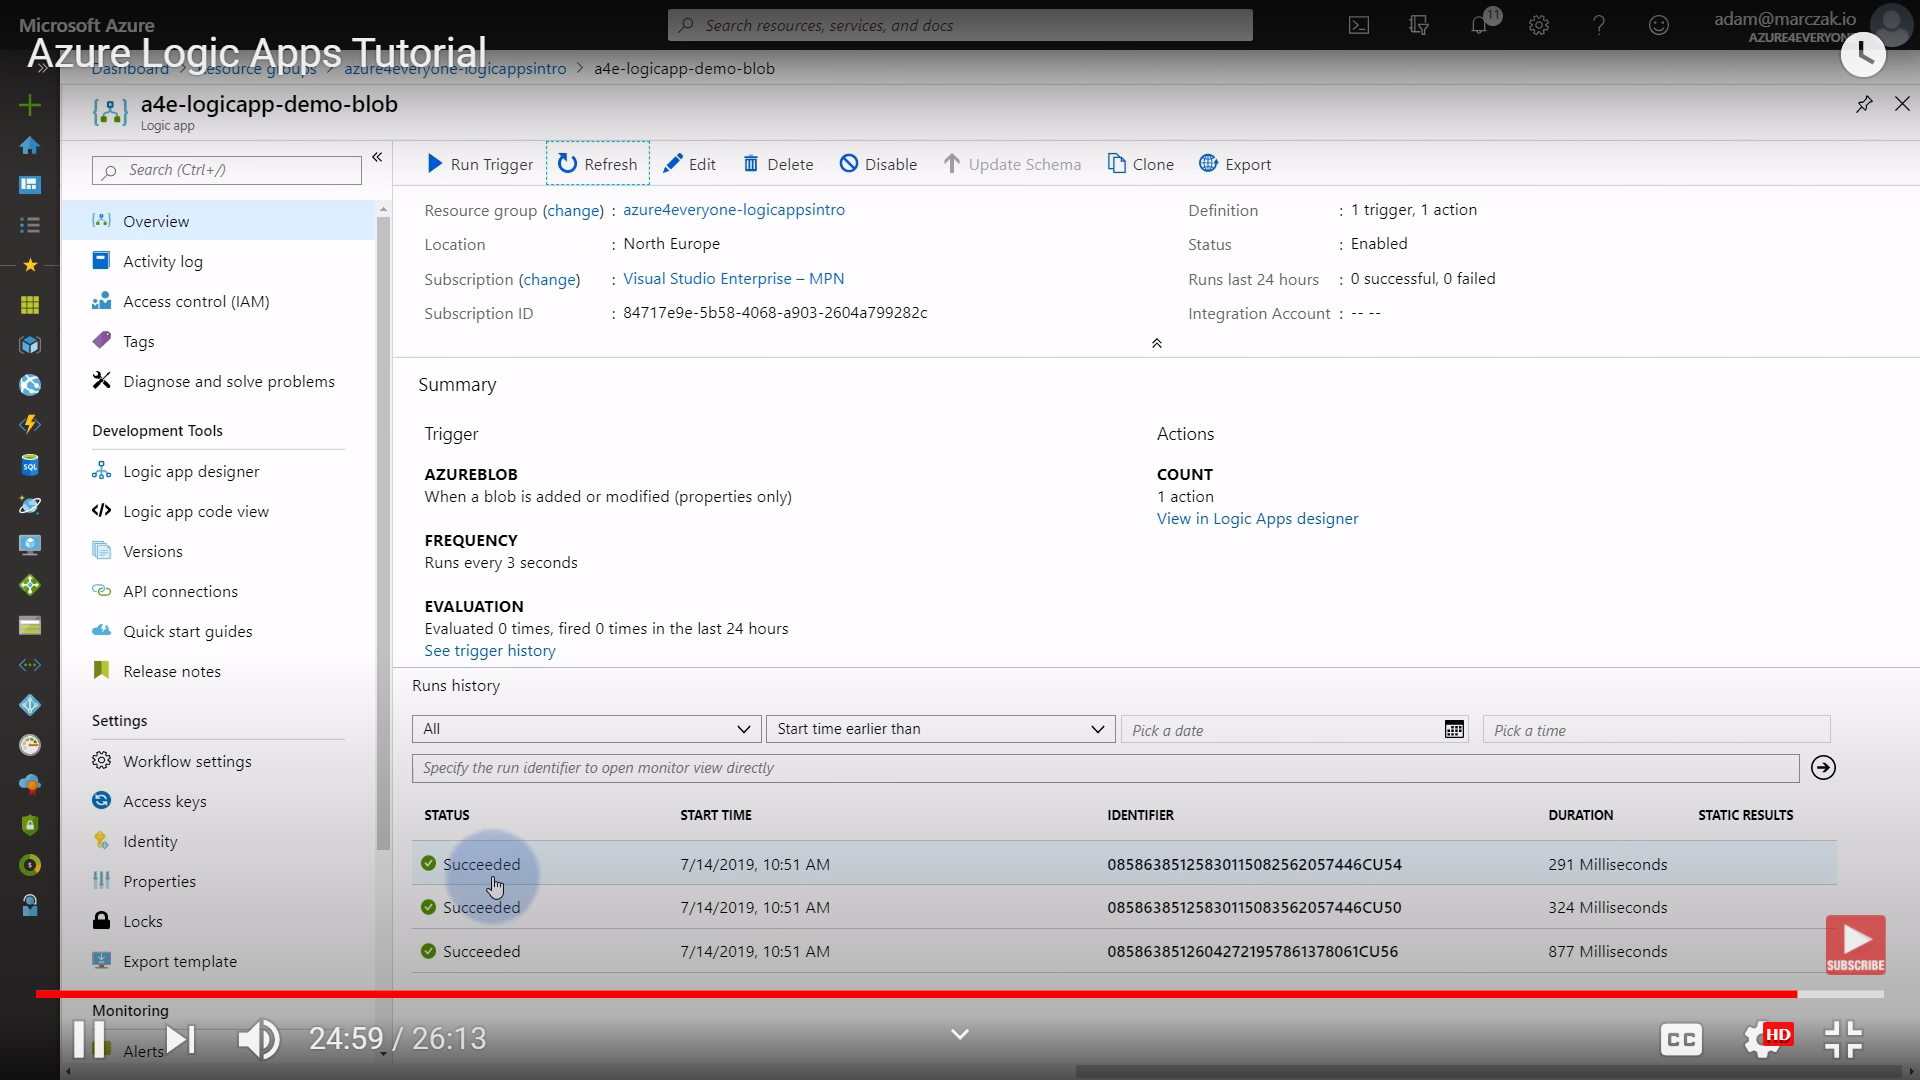 Microsoft Azure
Search resources, services, and docs
11
adam@marczak.io
AZURE4EVERYONE
Azure Logic Apps Tutorial
Dashboard > Resource groups > azure4everyone-logicappsintro > a4e-logicapp-demo-blob
a4e-logicapp-demo-blob
Logic app
Search (Ctrl+/)
Overview
Activity log
Access control (IAM)
Tags
Diagnose and solve problems
Development Tools
Logic app designer
Logic app code view
Versions
API connections
Quick start guides
Release notes
Settings
Workflow settings
Access keys
Identity
Properties
Locks
Export template
Monitoring
Alerts
Run Trigger Refresh Edit Delete Disable Update Schema Clone Export
Resource group (change) : azure4everyone-logicappsintro
Location : North Europe
Subscription (change) : Visual Studio Enterprise – MPN
Subscription ID : 84717e9e-5b58-4068-a903-2604a799282c
Definition : 1 trigger, 1 action
Status : Enabled
Runs last 24 hours : 0 successful, 0 failed
Integration Account : -- --
Summary
Trigger
AZUREBLOB
When a blob is added or modified (properties only)
FREQUENCY
Runs every 3 seconds
EVALUATION
Evaluated 0 times, fired 0 times in the last 24 hours
See trigger history
Actions
COUNT
1 action
View in Logic Apps designer
Runs history
All Start time earlier than Pick a date Pick a time
Specify the run identifier to open monitor view directly
STATUS START TIME IDENTIFIER DURATION STATIC RESULTS
Succeeded 7/14/2019, 10:51 AM 08586385125830115082562057446CU54 291 Milliseconds
Succeeded 7/14/2019, 10:51 AM 08586385125830115083562057446CU50 324 Milliseconds
Succeeded 7/14/2019, 10:51 AM 08586385126042721957861378061CU56 877 Milliseconds
SUBSCRIBE
24:59 / 26:13
CC
HD